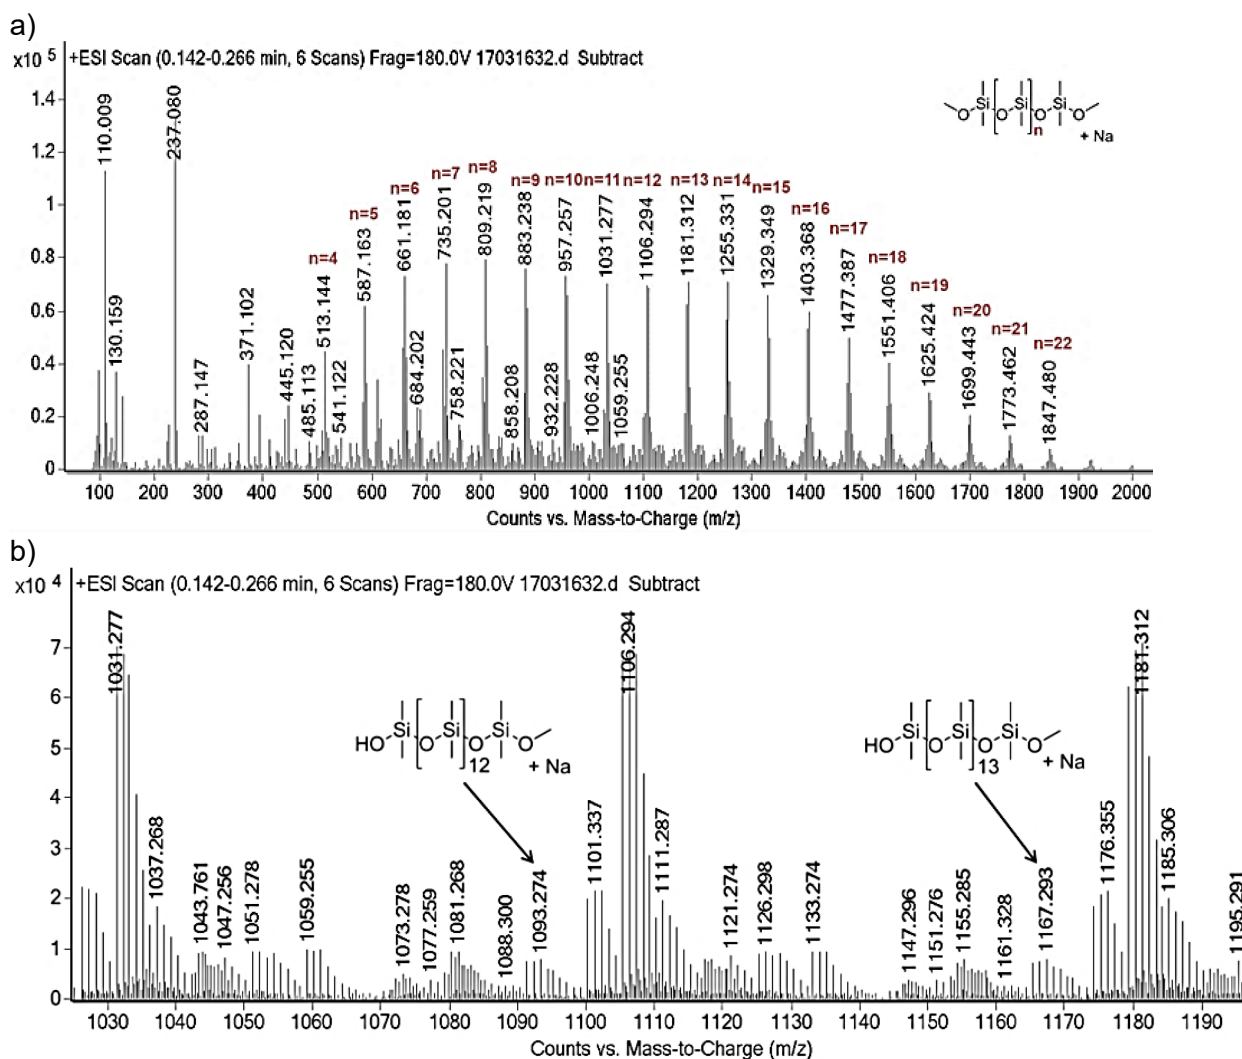 a)
x10 5 +ESI Scan (0.142-0.266 min, 6 Scans) Frag=180.0V 17031632.d Subtract
1.4
1.2
1
0.8
0.6
0.4
0.2
0
110.009
130.159
237.080
287.147
371.102
445.120
485.113
n=4
513.144
541.122
n=5
587.163
n=6
661.181
684.202
n=7
735.201
758.221
n=8
809.219
858.208
n=9
883.238
932.228
n=10
957.257
1006.248
n=11
1031.277
1059.255
n=12
1106.294
n=13
1181.312
n=14
1255.331
n=15
1329.349
n=16
1403.368
n=17
1477.387
n=18
1551.406
n=19
1625.424
n=20
1699.443
n=21
1773.462
n=22
1847.480
O Si O Si O Si O
n
+ Na
100 200 300 400 500 600 700 800 900 1000 1100 1200 1300 1400 1500 1600 1700 1800 1900 2000
Counts vs. Mass-to-Charge (m/z)
b)
x10 4 +ESI Scan (0.142-0.266 min, 6 Scans) Frag=180.0V 17031632.d Subtract
7
6
5
4
3
2
1
0
1031.277
1037.268
1043.761
1047.256
1051.278
1059.255
1073.278
1077.259
1081.268
1088.300
1093.274
1101.337
1106.294
1111.287
1121.274
1126.298
1133.274
1147.296
1151.276
1155.285
1161.328
1167.293
1176.355
1181.312
1185.306
1195.291
HO Si O Si O Si O
12
+ Na
HO Si O Si O Si O
13
+ Na
1030 1040 1050 1060 1070 1080 1090 1100 1110 1120 1130 1140 1150 1160 1170 1180 1190
Counts vs. Mass-to-Charge (m/z)